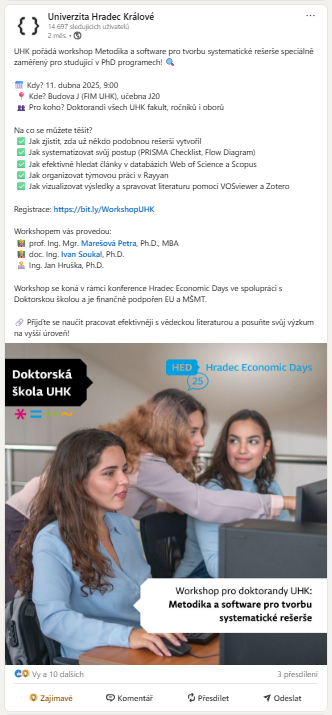 Univerzita Hradec Králové
14 697 sledujících uživatelů
2 měs. •
UHK pořádá workshop Metodika a software pro tvorbu systematické rešerše speciálně
zaměřený pro studující v PhD programech! 🔍
📅 Kdy? 11. dubna 2025, 9:00
📍 Kde? Budova J (FIM UHK), učebna J20
👥 Pro koho? Doktorandi všech UHK fakult, ročníků i oborů
Na co se můžete těšit?
✅ Jak zjistit, zda už někdo podobnou rešerši vytvořil
✅ Jak systematizovat svůj postup (PRISMA Checklist, Flow Diagram)
✅ Jak efektivně hledat články v databázích Web of Science a Scopus
✅ Jak organizovat týmovou práci v Rayyan
✅ Jak vizualizovat výsledky a spravovat literaturu pomocí VOSviewer a Zotero
Registrace: https://bit.ly/WorkshopUHK
Workshopem vás provedou:
prof. Ing. Mgr. Marešová Petra, Ph.D., MBA
doc. Ing. Ivan Soukal, Ph.D.
Ing. Jan Hruška, Ph.D.
Workshop se koná v rámci konference Hradec Economic Days ve spolupráci s
Doktorskou školou a je finančně podpořen EU a MŠMT.
🔗 Přijďte se naučit pracovat efektivněji s vědeckou literaturou a posuňte svůj výzkum
na vyšší úroveň!
Doktorská
škola UHK
HED Hradec Economic Days
25
Workshop pro doktorandy UHK:
Metodika a software pro tvorbu
systematické rešerše
Vy a 10 dalších
3 přesdílení
Zajímavé
Komentář
Přesdílet
Odeslat